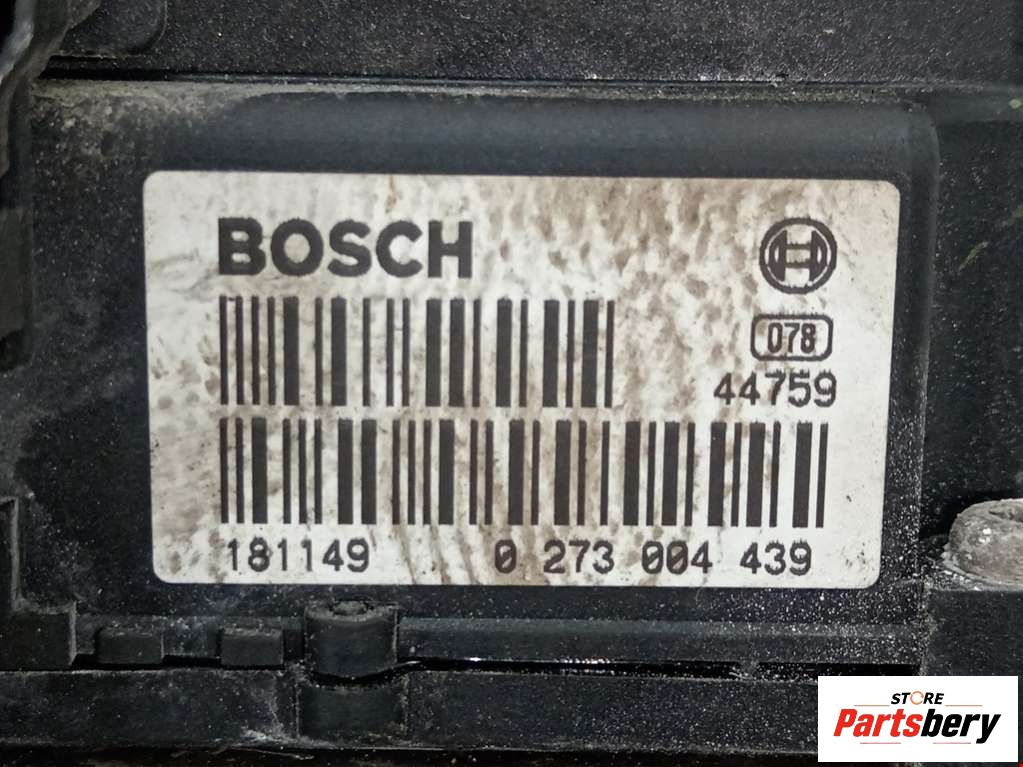 BOSCH
078
44759
181149 0 273 004 439
STORE
Partsbery